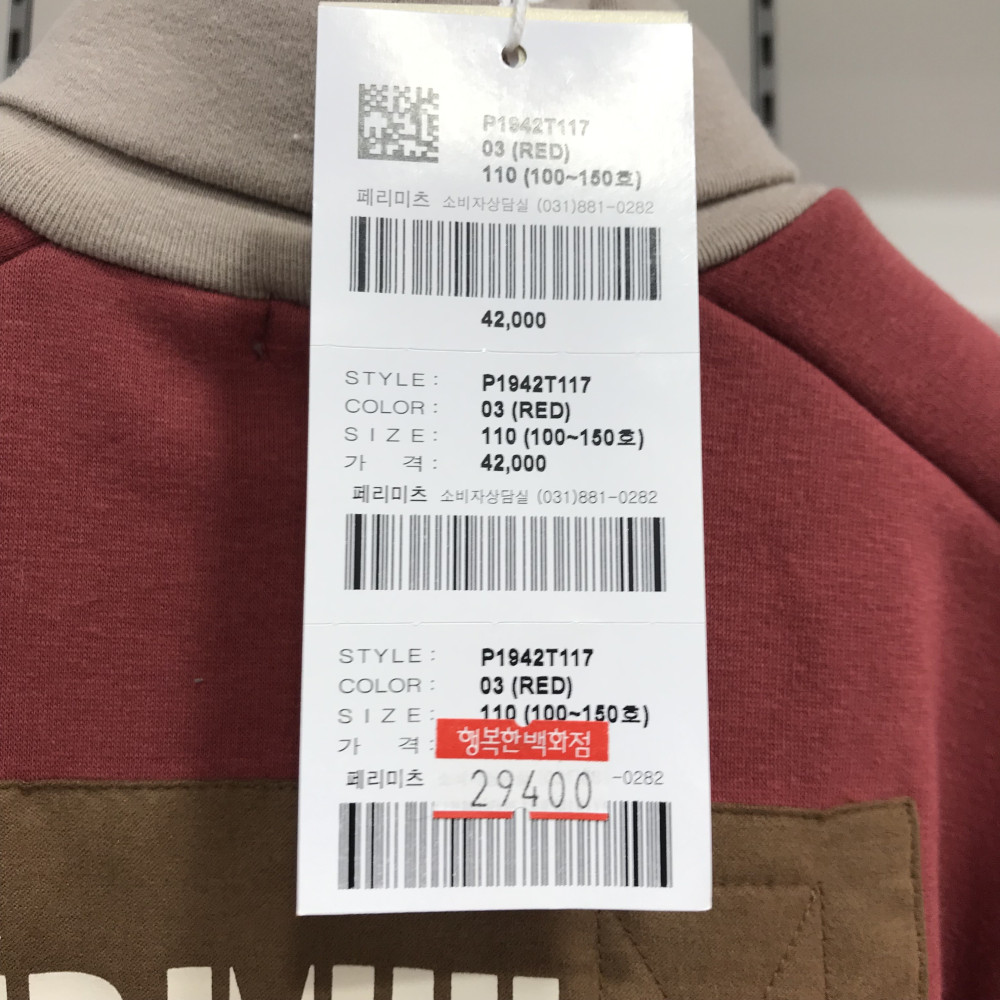 P1942T117
03 (RED)
110 (100~150호)
페리미츠 소비자상담실 (031)881-0282
42,000
STYLE : P1942T117
COLOR : 03 (RED)
SIZE : 110 (100~150호)
가 격 : 42,000
페리미츠 소비자상담실 (031)881-0282
STYLE : P1942T117
COLOR : 03 (RED)
SIZE : 110 (100~150호)
가 격 : 행복한백화점
페리미츠 29400 -0282